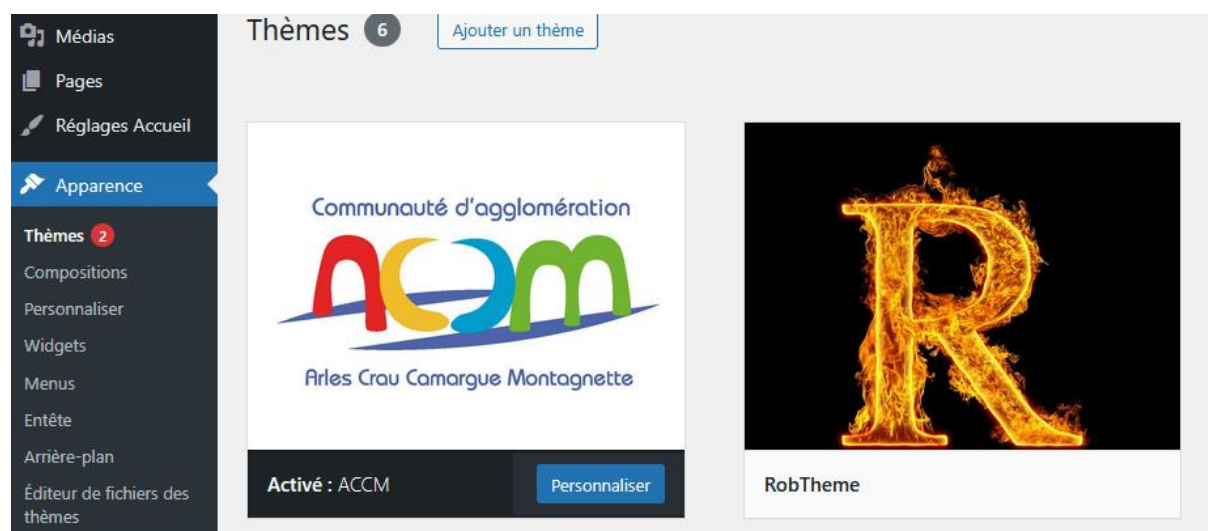 Médias
Pages
Réglages Accueil
Apparence
Thèmes 2
Compositions
Personnaliser
Widgets
Menus
Entête
Arrière-plan
Éditeur de fichiers des
thèmes
Thèmes 6
Ajouter un thème
Communauté d'agglomération
ACCM
Arles Crau Camargue Montagnette
Activé : ACCM
Personnaliser
R
RobTheme